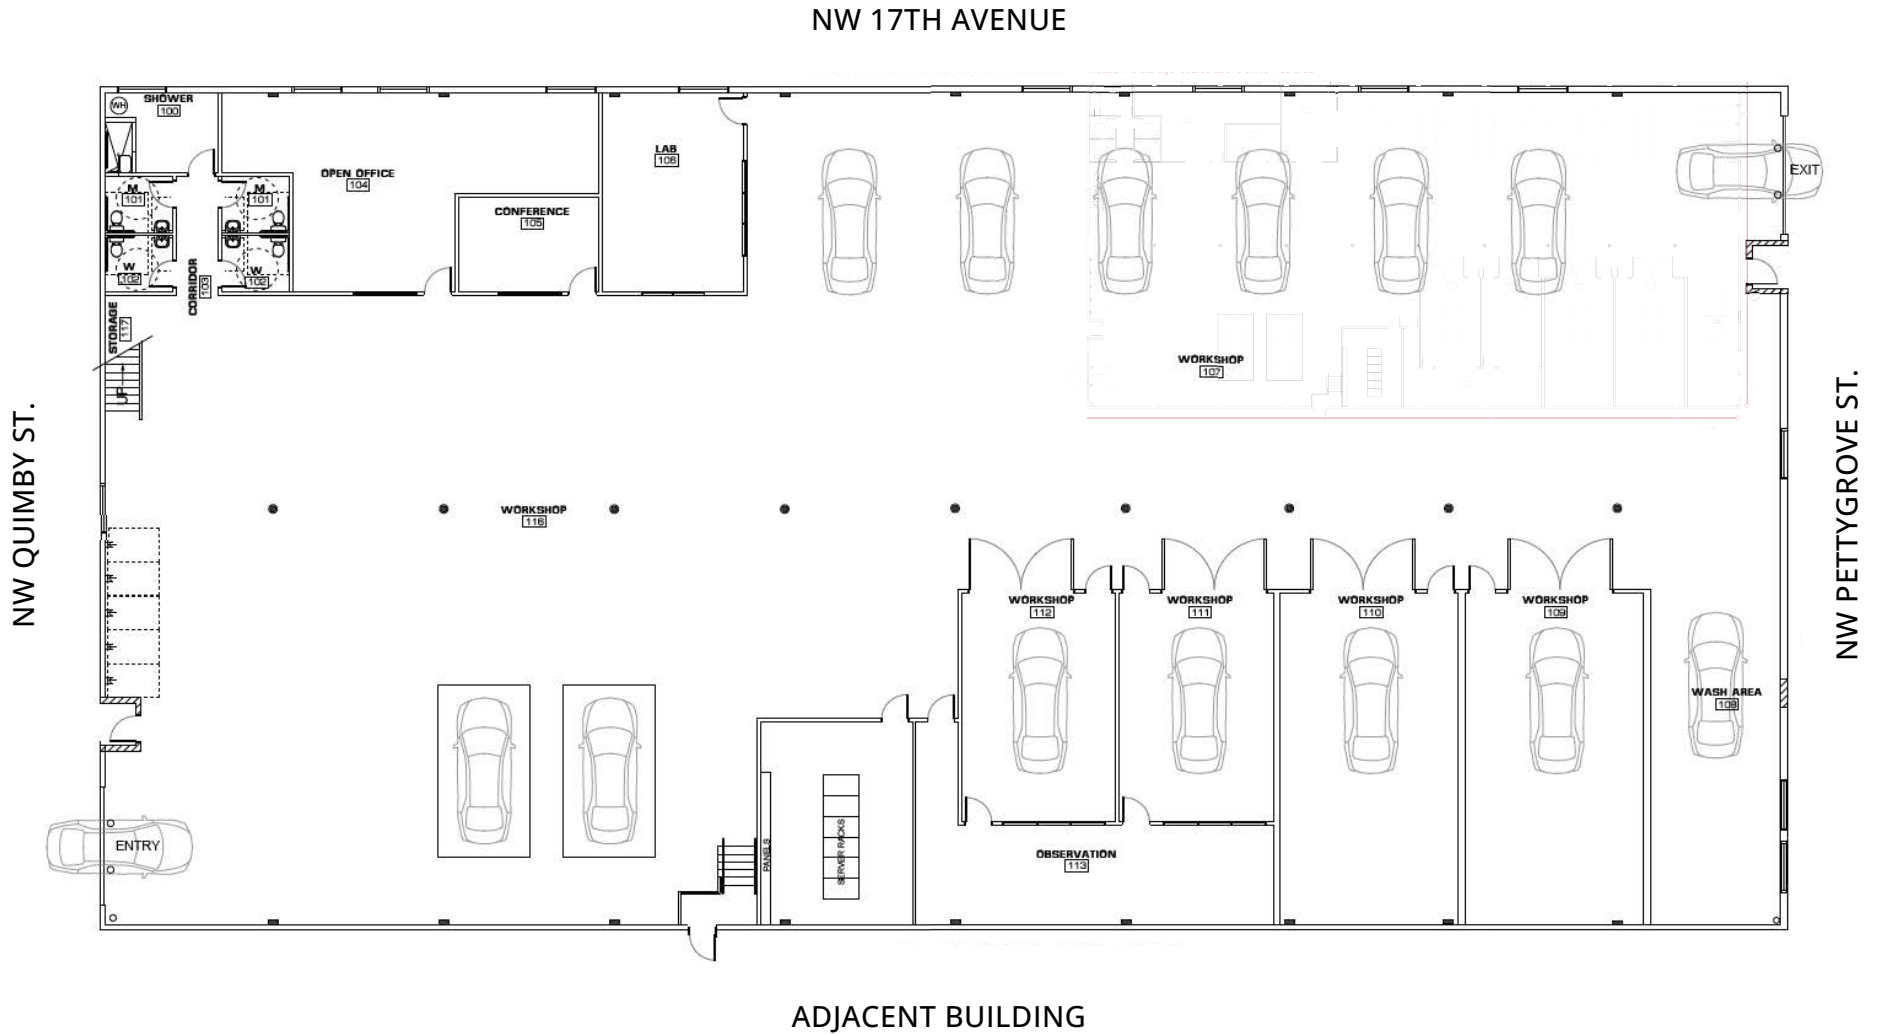 NW 17TH AVENUE
WH
SHOWER
100
OPEN OFFICE
104
LAB
106
EXIT
M
101
M
101
CONFERENCE
105
W
102
W
102
CORRIDOR
103
STORAGE
117
UP
WORKSHOP
107
NW QUIMBY ST.
NW PETTYGROVE ST.
WORKSHOP
116
WORKSHOP
112
WORKSHOP
111
WORKSHOP
110
WORKSHOP
109
WASH AREA
108
ENTRY
PANELS
SERVER RACKS
OBSERVATION
113
ADJACENT BUILDING